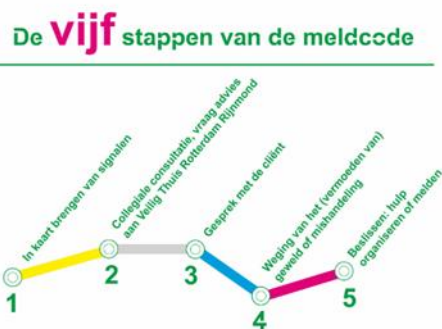 De vijf stappen van de meldcode
In kaart brengen van signalen
Collegiale consultatie, vraag advies
aan Veilig Thuis Rotterdam Rijnmond
Gesprek met de cliënt
Weging van het (vermoeden van)
geweld of mishandeling
Beslissen: hulp
organiseren of melden
1
2
3
4
5